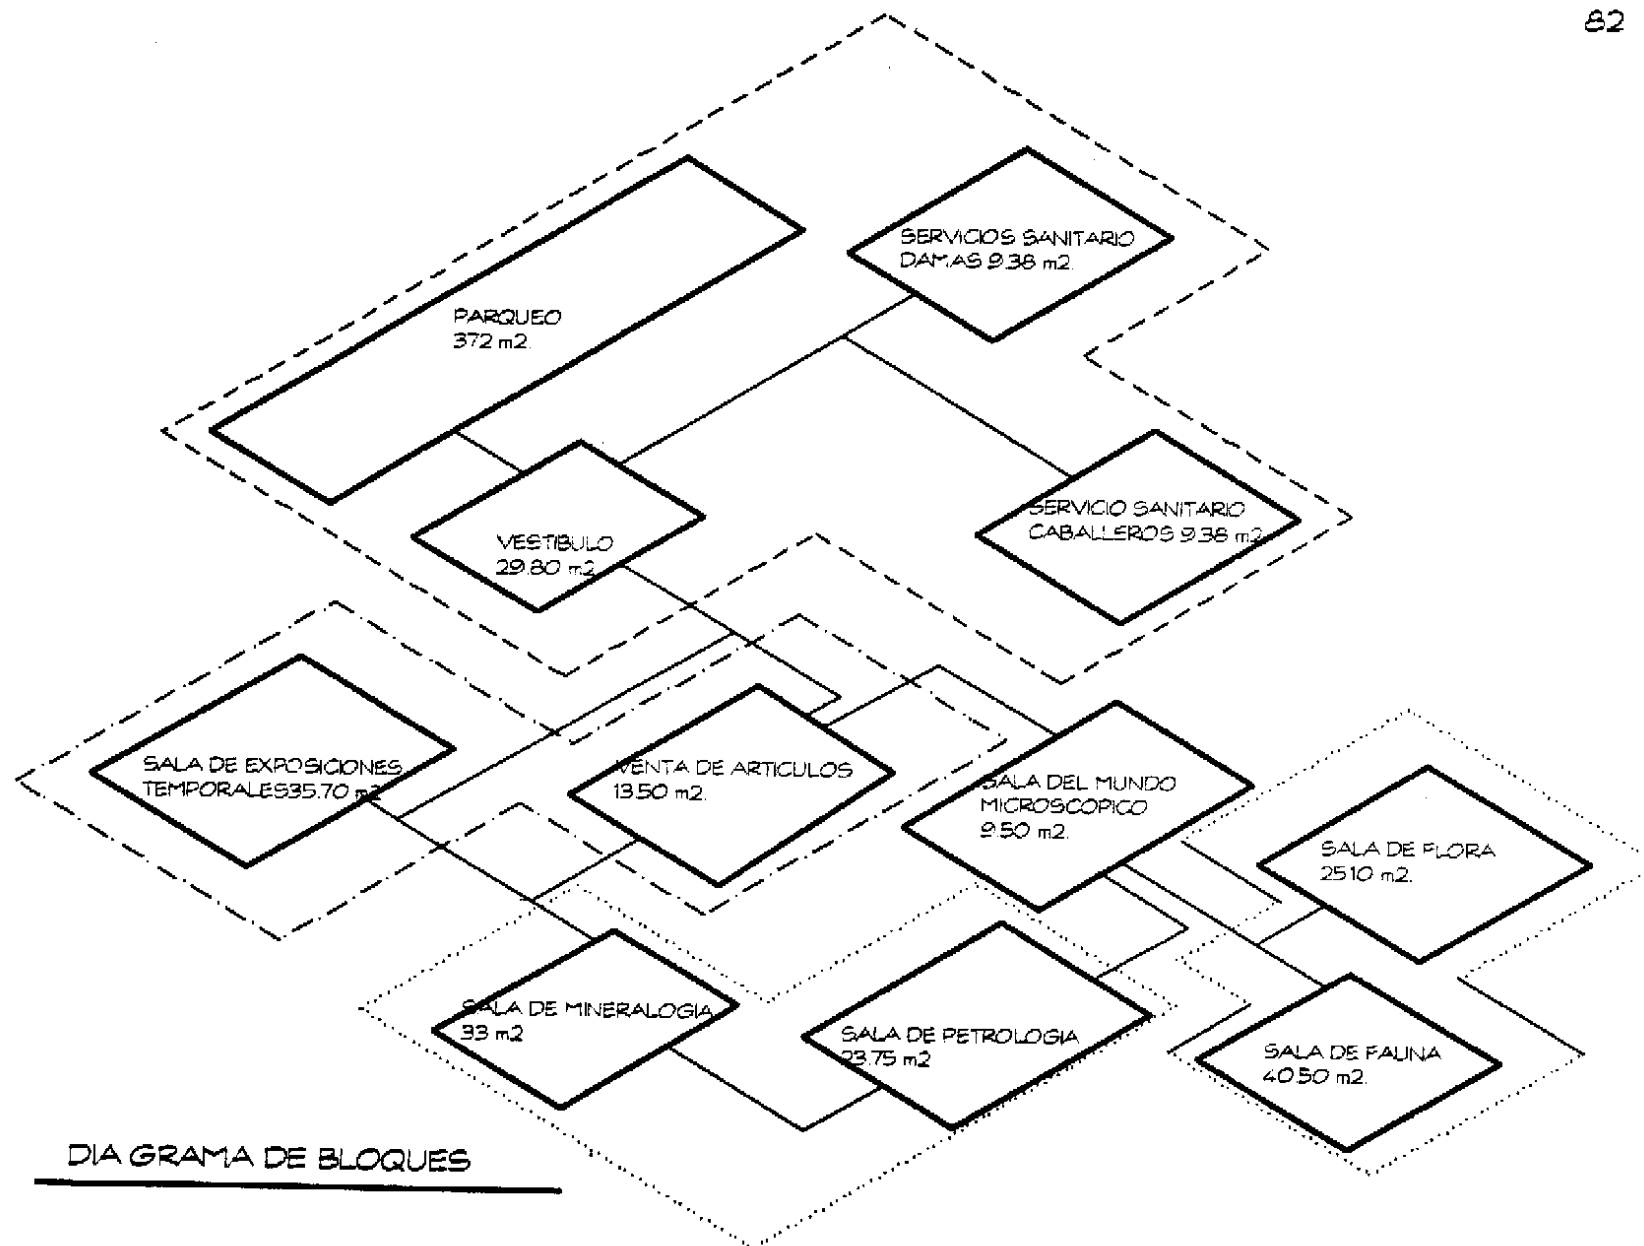 82
SERVICIOS SANITARIO
DAMAS 9.38 m2.
PARQUEO
372 m2.
SERVICIO SANITARIO
CABALLEROS 9.38 m2
VESTIBULO
29.80 m2
SALA DE EXPOSICIONES
TEMPORALES35.70 m2
VENTA DE ARTICULOS
13.50 m2.
SALA DEL MUNDO
MICROSCOPICO
9.50 m2.
SALA DE FLORA
25.10 m2.
SALA DE MINERALOGIA
33 m2
SALA DE PETROLOGIA
23.75 m2
SALA DE FAUNA
40.50 m2.
DIAGRAMA DE BLOQUES